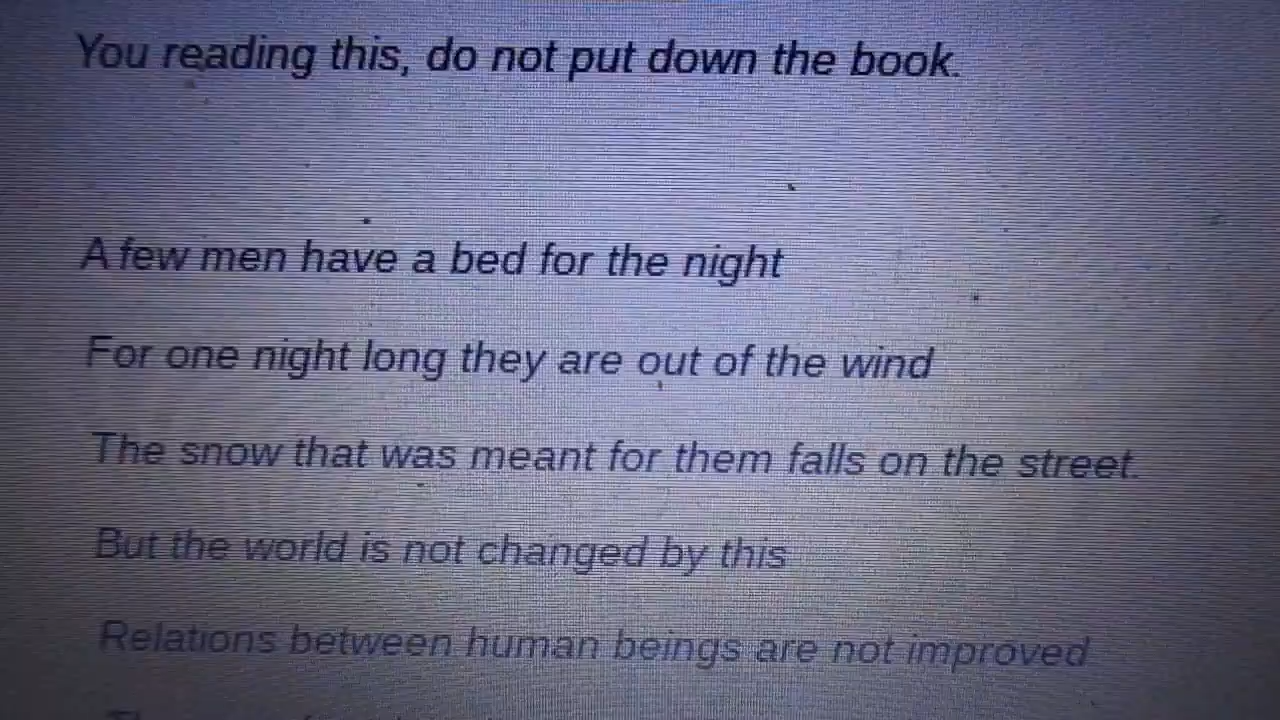 You reading this, do not put down the book.
A few men have a bed for the night
For one night long they are out of the wind
The snow that was meant for them falls on the street.
But the world is not changed by this
Relations between human beings are not improved